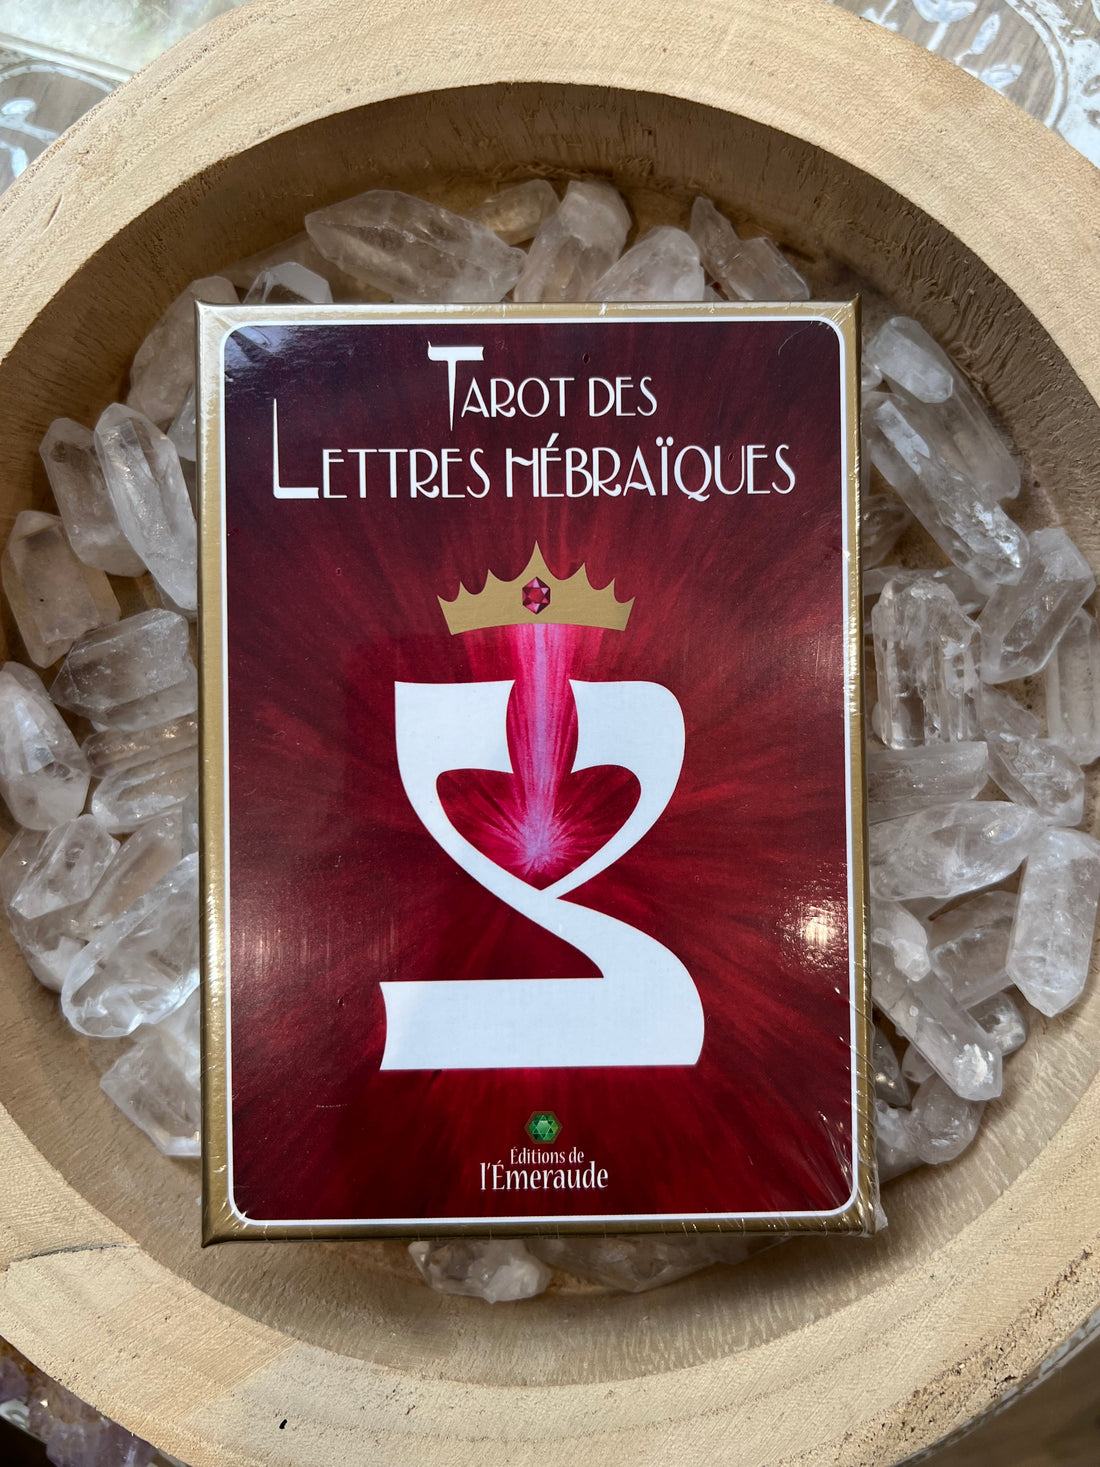 Tarot des
Lettres Hébraïques
צ
Éditions de
l'Émeraude